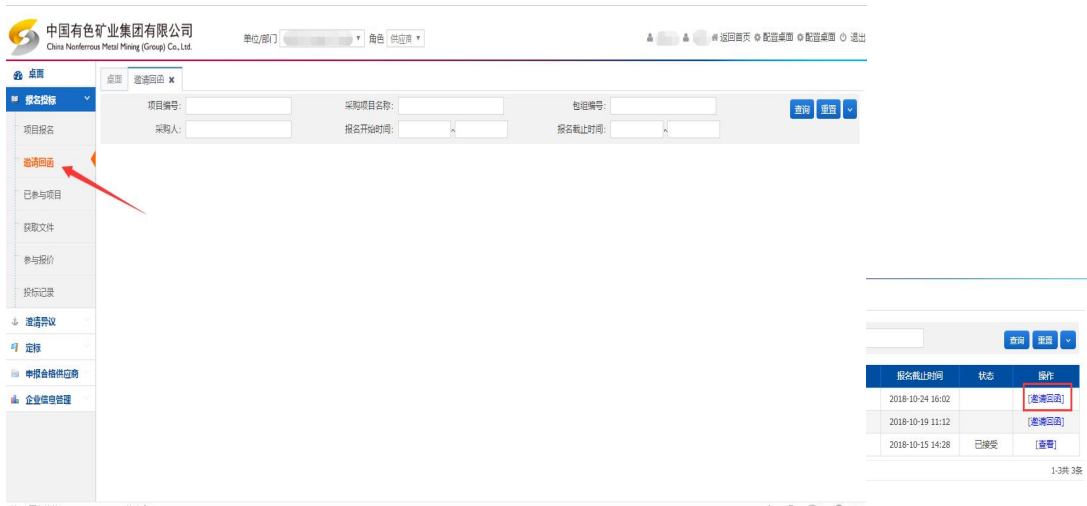 中国有色矿业集团有限公司
China Nonferrous Metal Mining (Group) Co., Ltd.
单位/部门 角色 供应商
返回首页 配置桌面 配置桌面 退出
桌面
报名投标
项目报名
邀请回函
已参与项目
获取文件
参与报价
投标记录
澄清异议
定标
申报合格供应商
企业信息管理
桌面 邀请回函 x
项目编号: 采购项目名称: 包组编号: 查询 重置
采购人: 报名开始时间: 报名截止时间:
查询 重置
报名截止时间 状态 操作
2018-10-24 16:02 [邀请回函]
2018-10-19 11:12 [邀请回函]
2018-10-15 14:28 已接受 [查看]
1-3共 3条